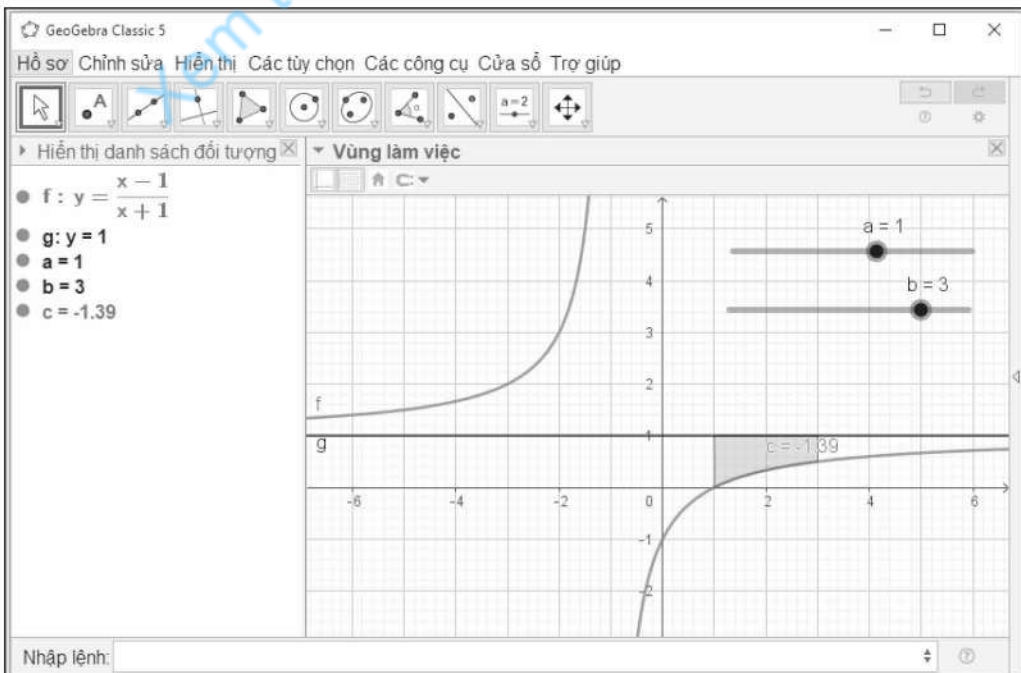 Xem t
GeoGebra Classic 5
Hồ sơ Chỉnh sửa Hiển thị Các tùy chọn Các công cụ Cửa sổ Trợ giúp
A
α
a = 2
Hiển thị danh sách đối tượng
Vùng làm việc
f : y = (x − 1)/(x + 1)
g: y = 1
a = 1
b = 3
c = -1.39
a = 1
b = 3
f
g
c = -1.39
5
4
3
2
1
-6 -4 -2 0 2 4 6
-1
-2
Nhập lệnh: